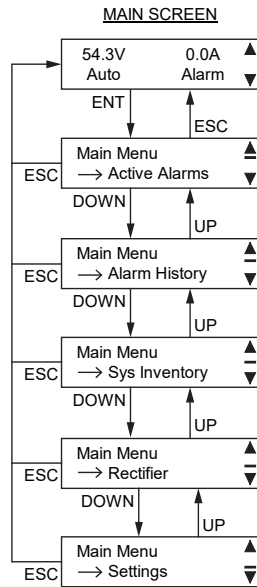 MAIN SCREEN
54.3V 0.0A
Auto Alarm
ENT
ESC
Main Menu
→ Active Alarms
ESC
DOWN
UP
Main Menu
→ Alarm History
ESC
DOWN
UP
Main Menu
→ Sys Inventory
ESC
DOWN
UP
Main Menu
→ Rectifier
ESC
DOWN
UP
Main Menu
→ Settings
ESC